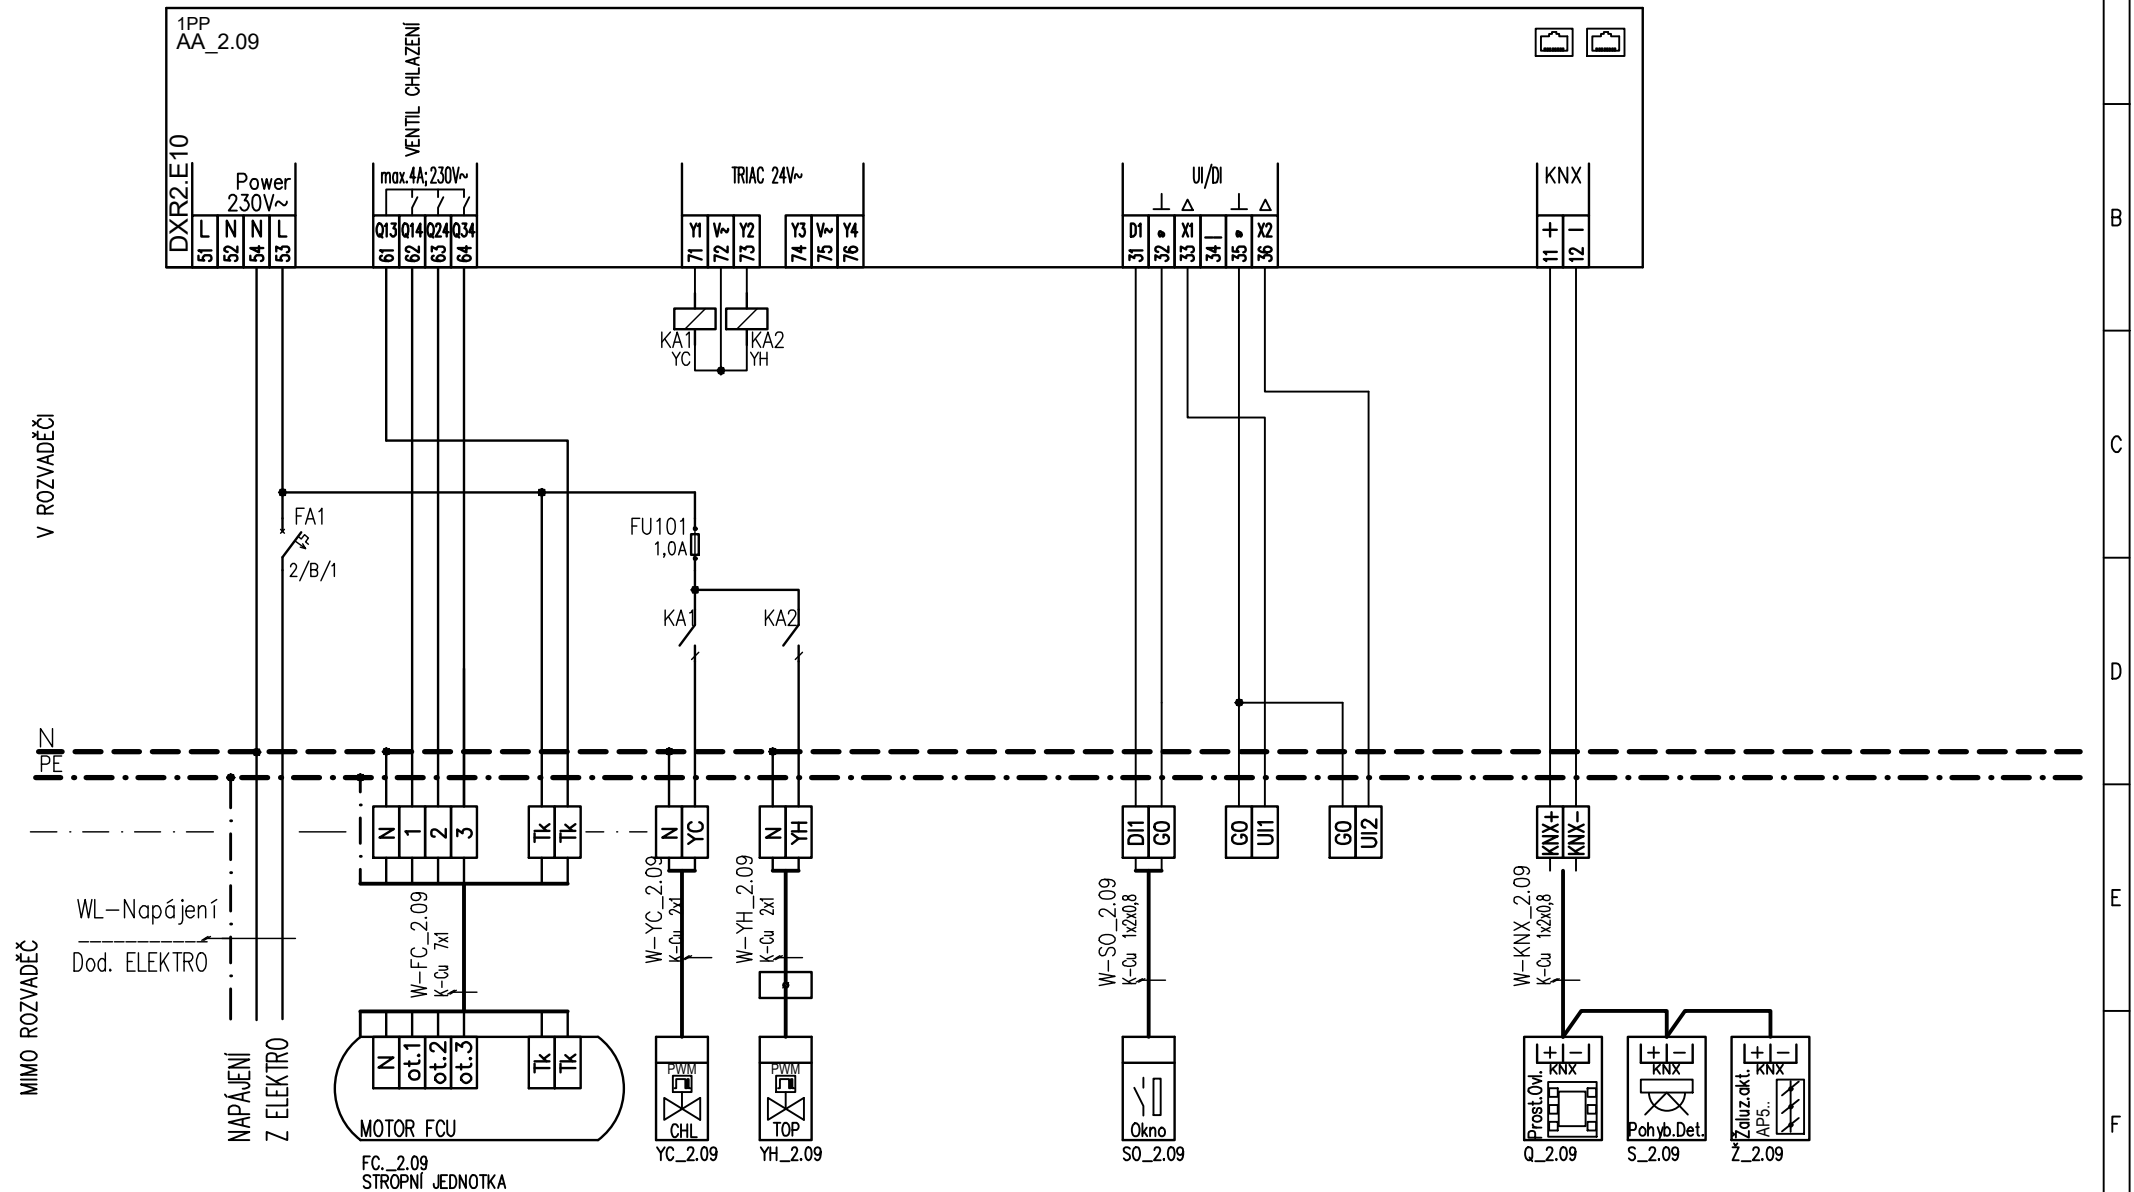 1PP
AA_2.09
DXR2.E10
VENTIL CHLAZENÍ
Power
230V~
max.4A;230V~
TRIAC 24V~
UI/DI
KNX
L N N L
51 52 54 53
Q13 Q14 Q24 Q34
61 62 63 64
Y1 V~ Y2
71 72 73
Y3 V~ Y4
74 75 76
D1 X1 X2
31 32 33 34 35 36
+ −
11 12
B
KA1
YC
KA2
YH
V ROZVADĚČI
C
FA1
2/B/1
FU101
1,0A
KA1
KA2
D
N
PE
N 1 2 3
Tk Tk
N YC
N YH
DI1 G0
G0 UI1
G0 UI2
KNX+ KNX-
E
WL-Napájení
Dod. ELEKTRO
W-FC_2.09
K-Cu 7x1
W-YC_2.09
K-Cu 2x1
W-YH_2.09
K-Cu 2x1
W-SO_2.09
K-Cu 1x2x0,8
W-KNX_2.09
K-Cu 1x2x0,8
MIMO ROZVADĚČ
NAPÁJENÍ
Z ELEKTRO
N ot.1 ot.2 ot.3
Tk Tk
MOTOR FCU
FC._2.09
STROPNÍ JEDNOTKA
PWM
CHL
YC_2.09
PWM
TOP
YH_2.09
Okno
SO_2.09
+ −
KNX
Prost.Ovl.
Q_2.09
+ −
KNX
Pohyb.Det.
S_2.09
+ −
KNX
*Žaluz.akt.
AP5..
Ž_2.09
F